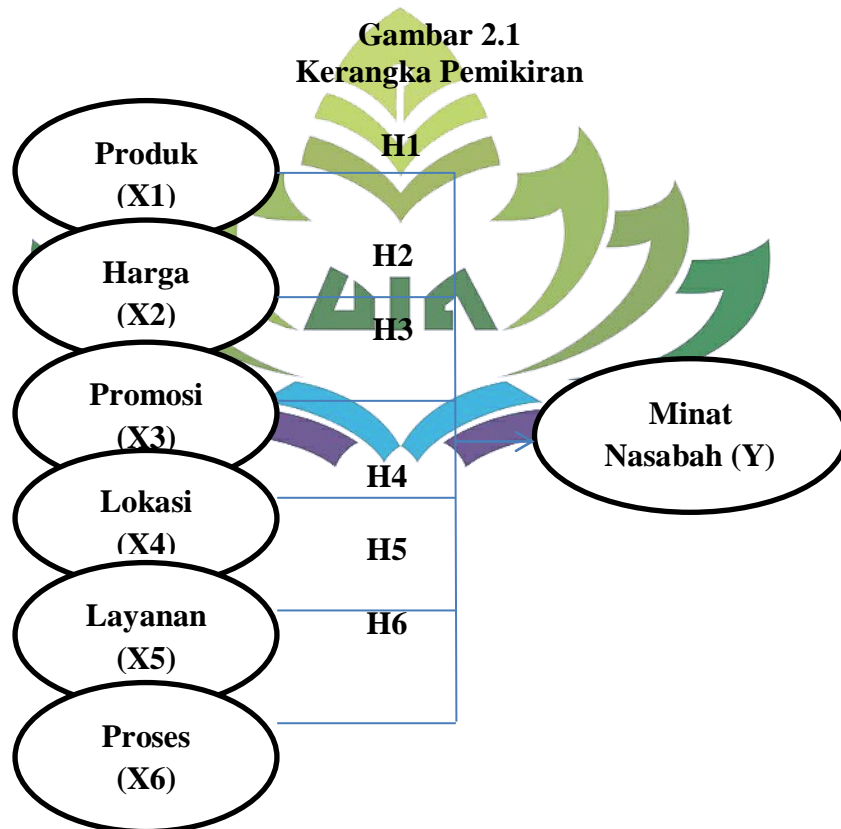 Gambar 2.1
Kerangka Pemikiran
H1
Produk
(X1)
H2
Harga
(X2)
H3
Promosi
(X3)
Minat
Nasabah (Y)
H4
Lokasi
(X4)
H5
Layanan
(X5)
H6
Proses
(X6)